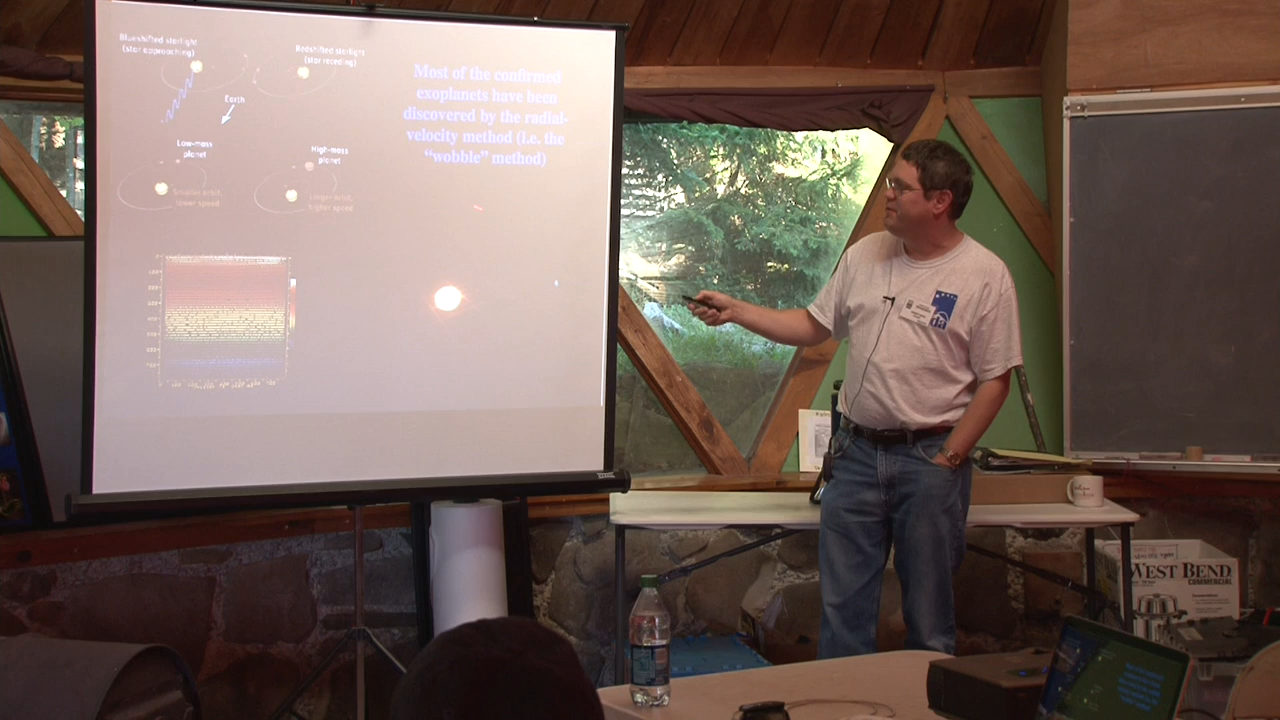 Blueshifted starlight
(star approaching)
Redshifted starlight
(star receding)
Earth
Low-mass
planet
High-mass
planet
Smaller orbit,
lower speed
Larger orbit,
higher speed
Most of the confirmed
exoplanets have been
discovered by the radial-
velocity method (i.e. the
“wobble” method)
WEST BEND
COMMERCIAL